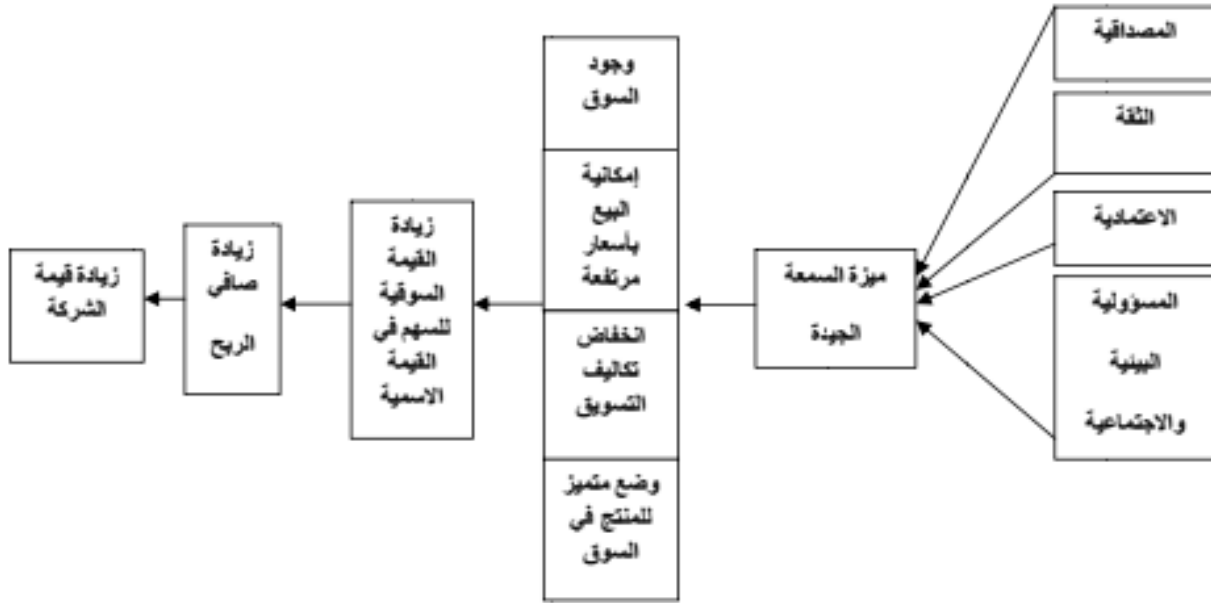 المصداقية
الثقة
الاعتمادية
المسؤولية
البيئية
والاجتماعية
ميزة السمعة
الجيدة
وجود
السوق
إمكانية
البيع
بأسعار
مرتفعة
انخفاض
تكاليف
التسويق
وضع متميز
للمنتج في
السوق
زيادة
القيمة
السوقية
للسهم في
القيمة
الاسمية
زيادة
صافي
الربح
زيادة قيمة
الشركة